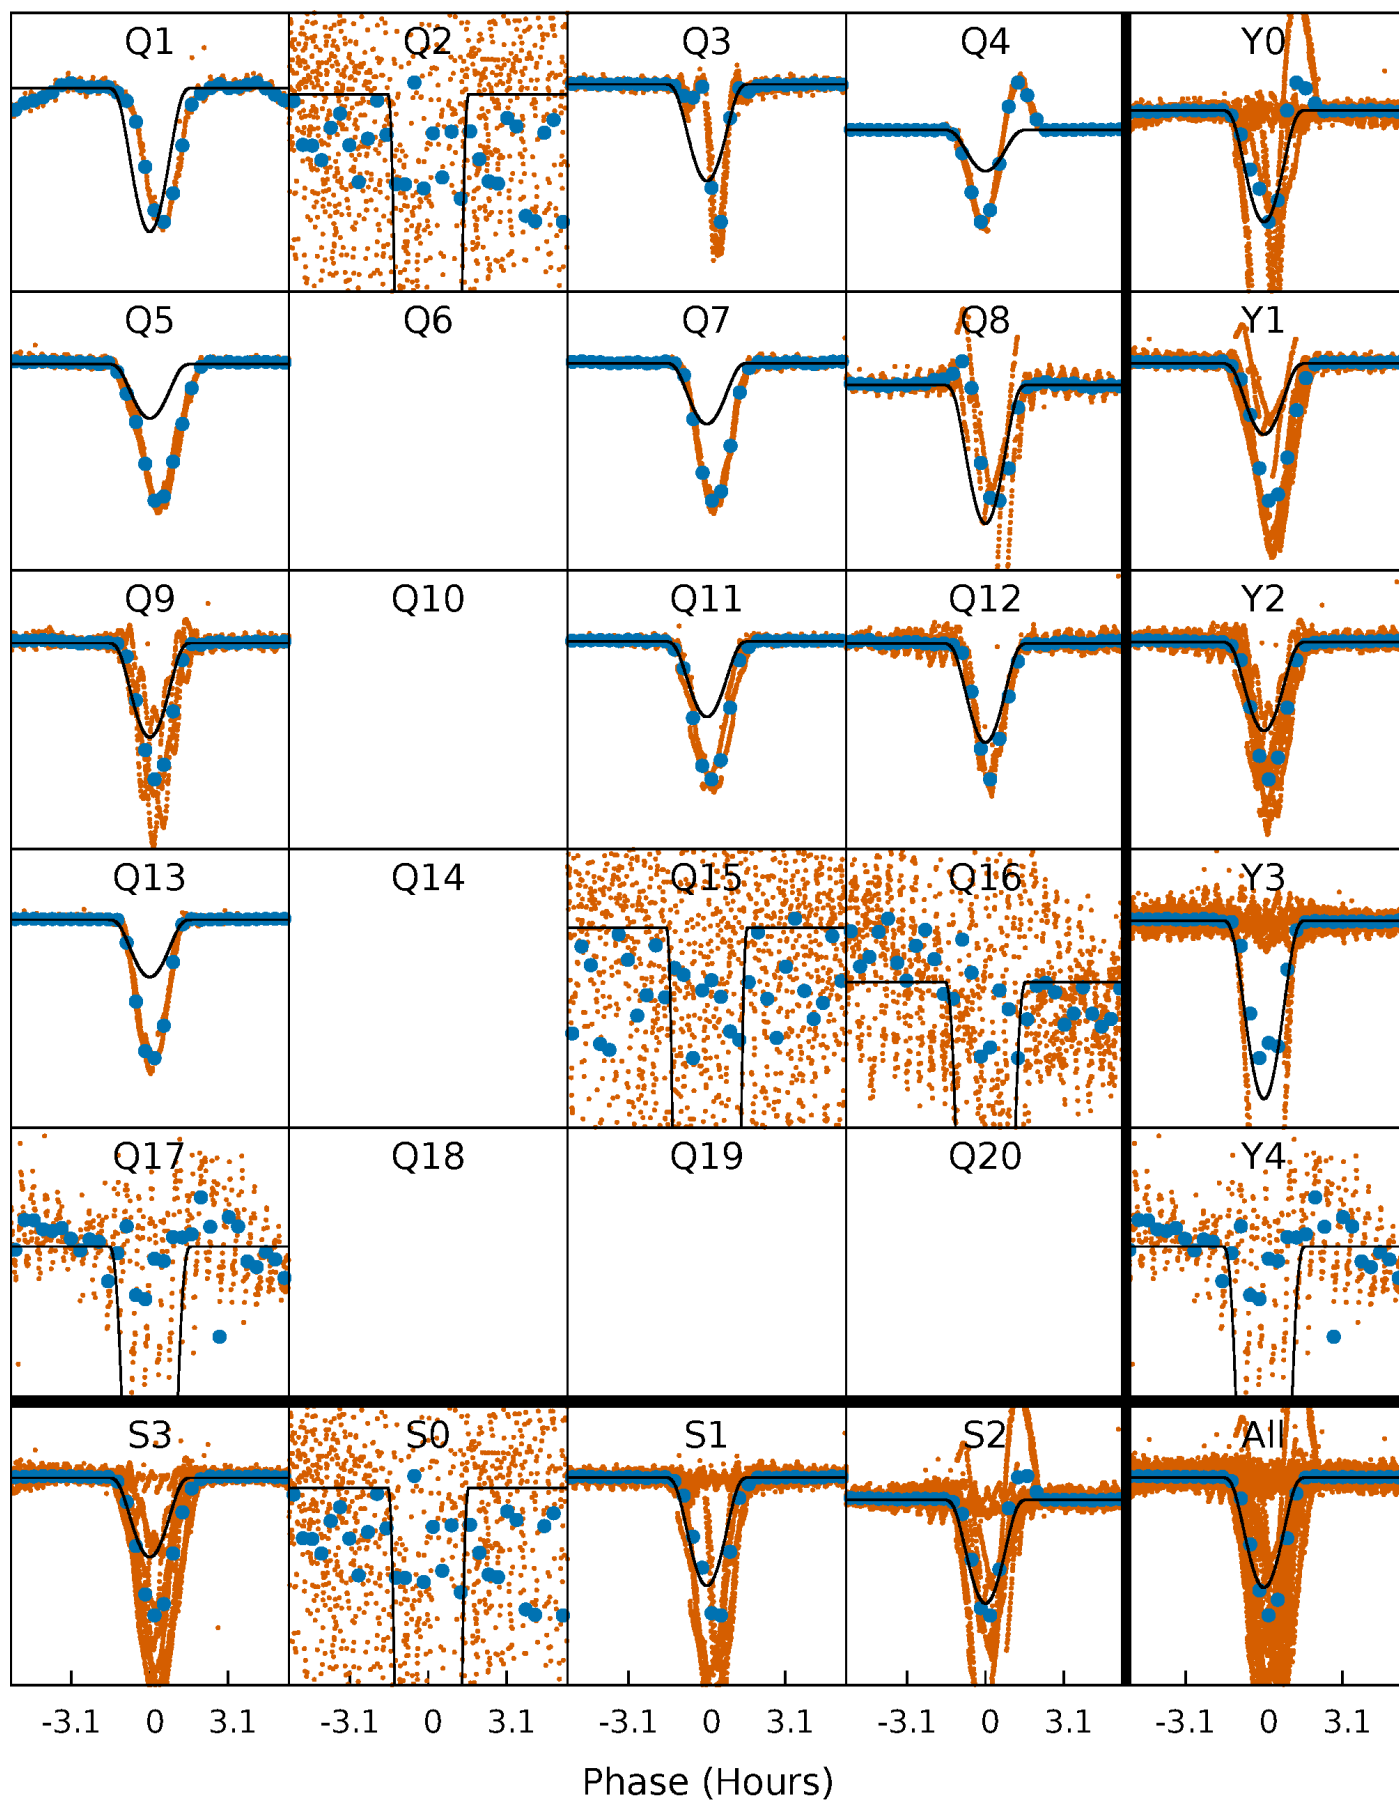 Q1 Q2 Q3 Q4 Y0
Q5 Q6 Q7 Q8 Y1
Q9 Q10 Q11 Q12 Y2
Q13 Q14 Q15 Q16 Y3
Q17 Q18 Q19 Q20 Y4
S3 S0 S1 S2 All
-3.1 0 3.1 -3.1 0 3.1 -3.1 0 3.1 -3.1 0 3.1 -3.1 0 3.1
Phase (Hours)